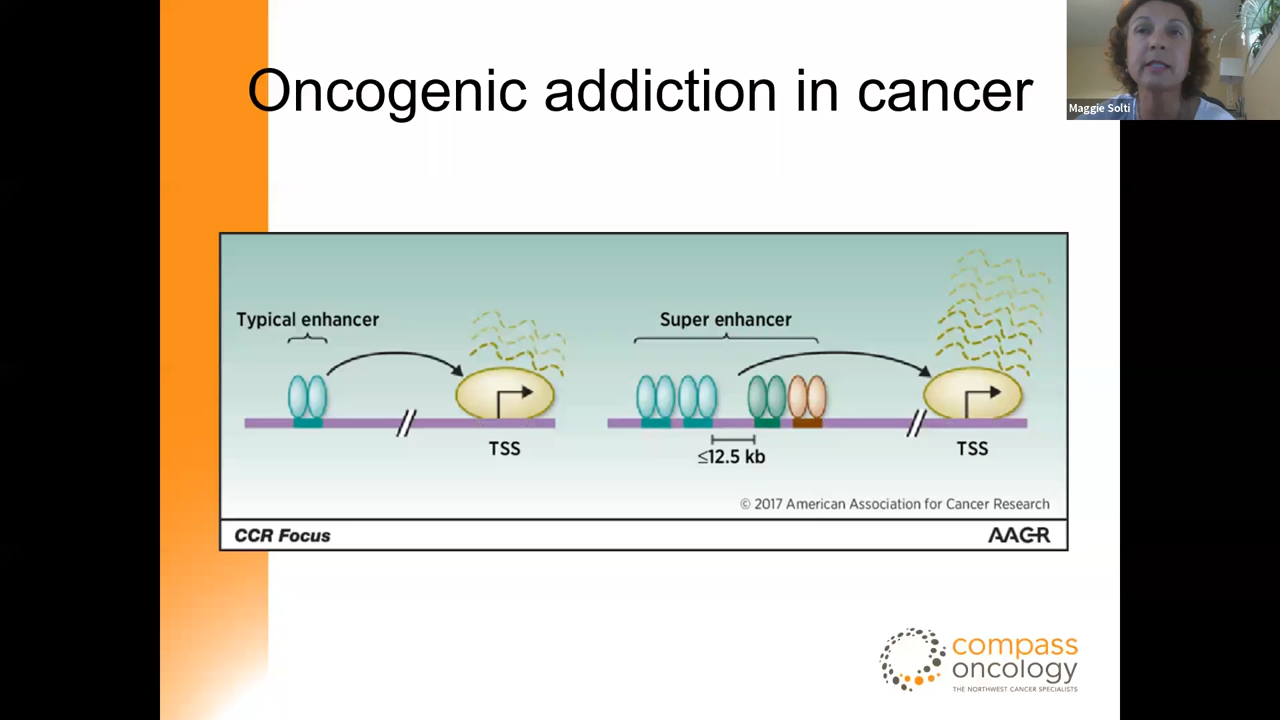 Oncogenic addiction in cancer
Maggie Solti
Typical enhancer
Super enhancer
TSS
≤12.5 kb
TSS
© 2017 American Association for Cancer Research
CCR Focus
AACR
compass
oncology
THE NORTHWEST CANCER SPECIALISTS